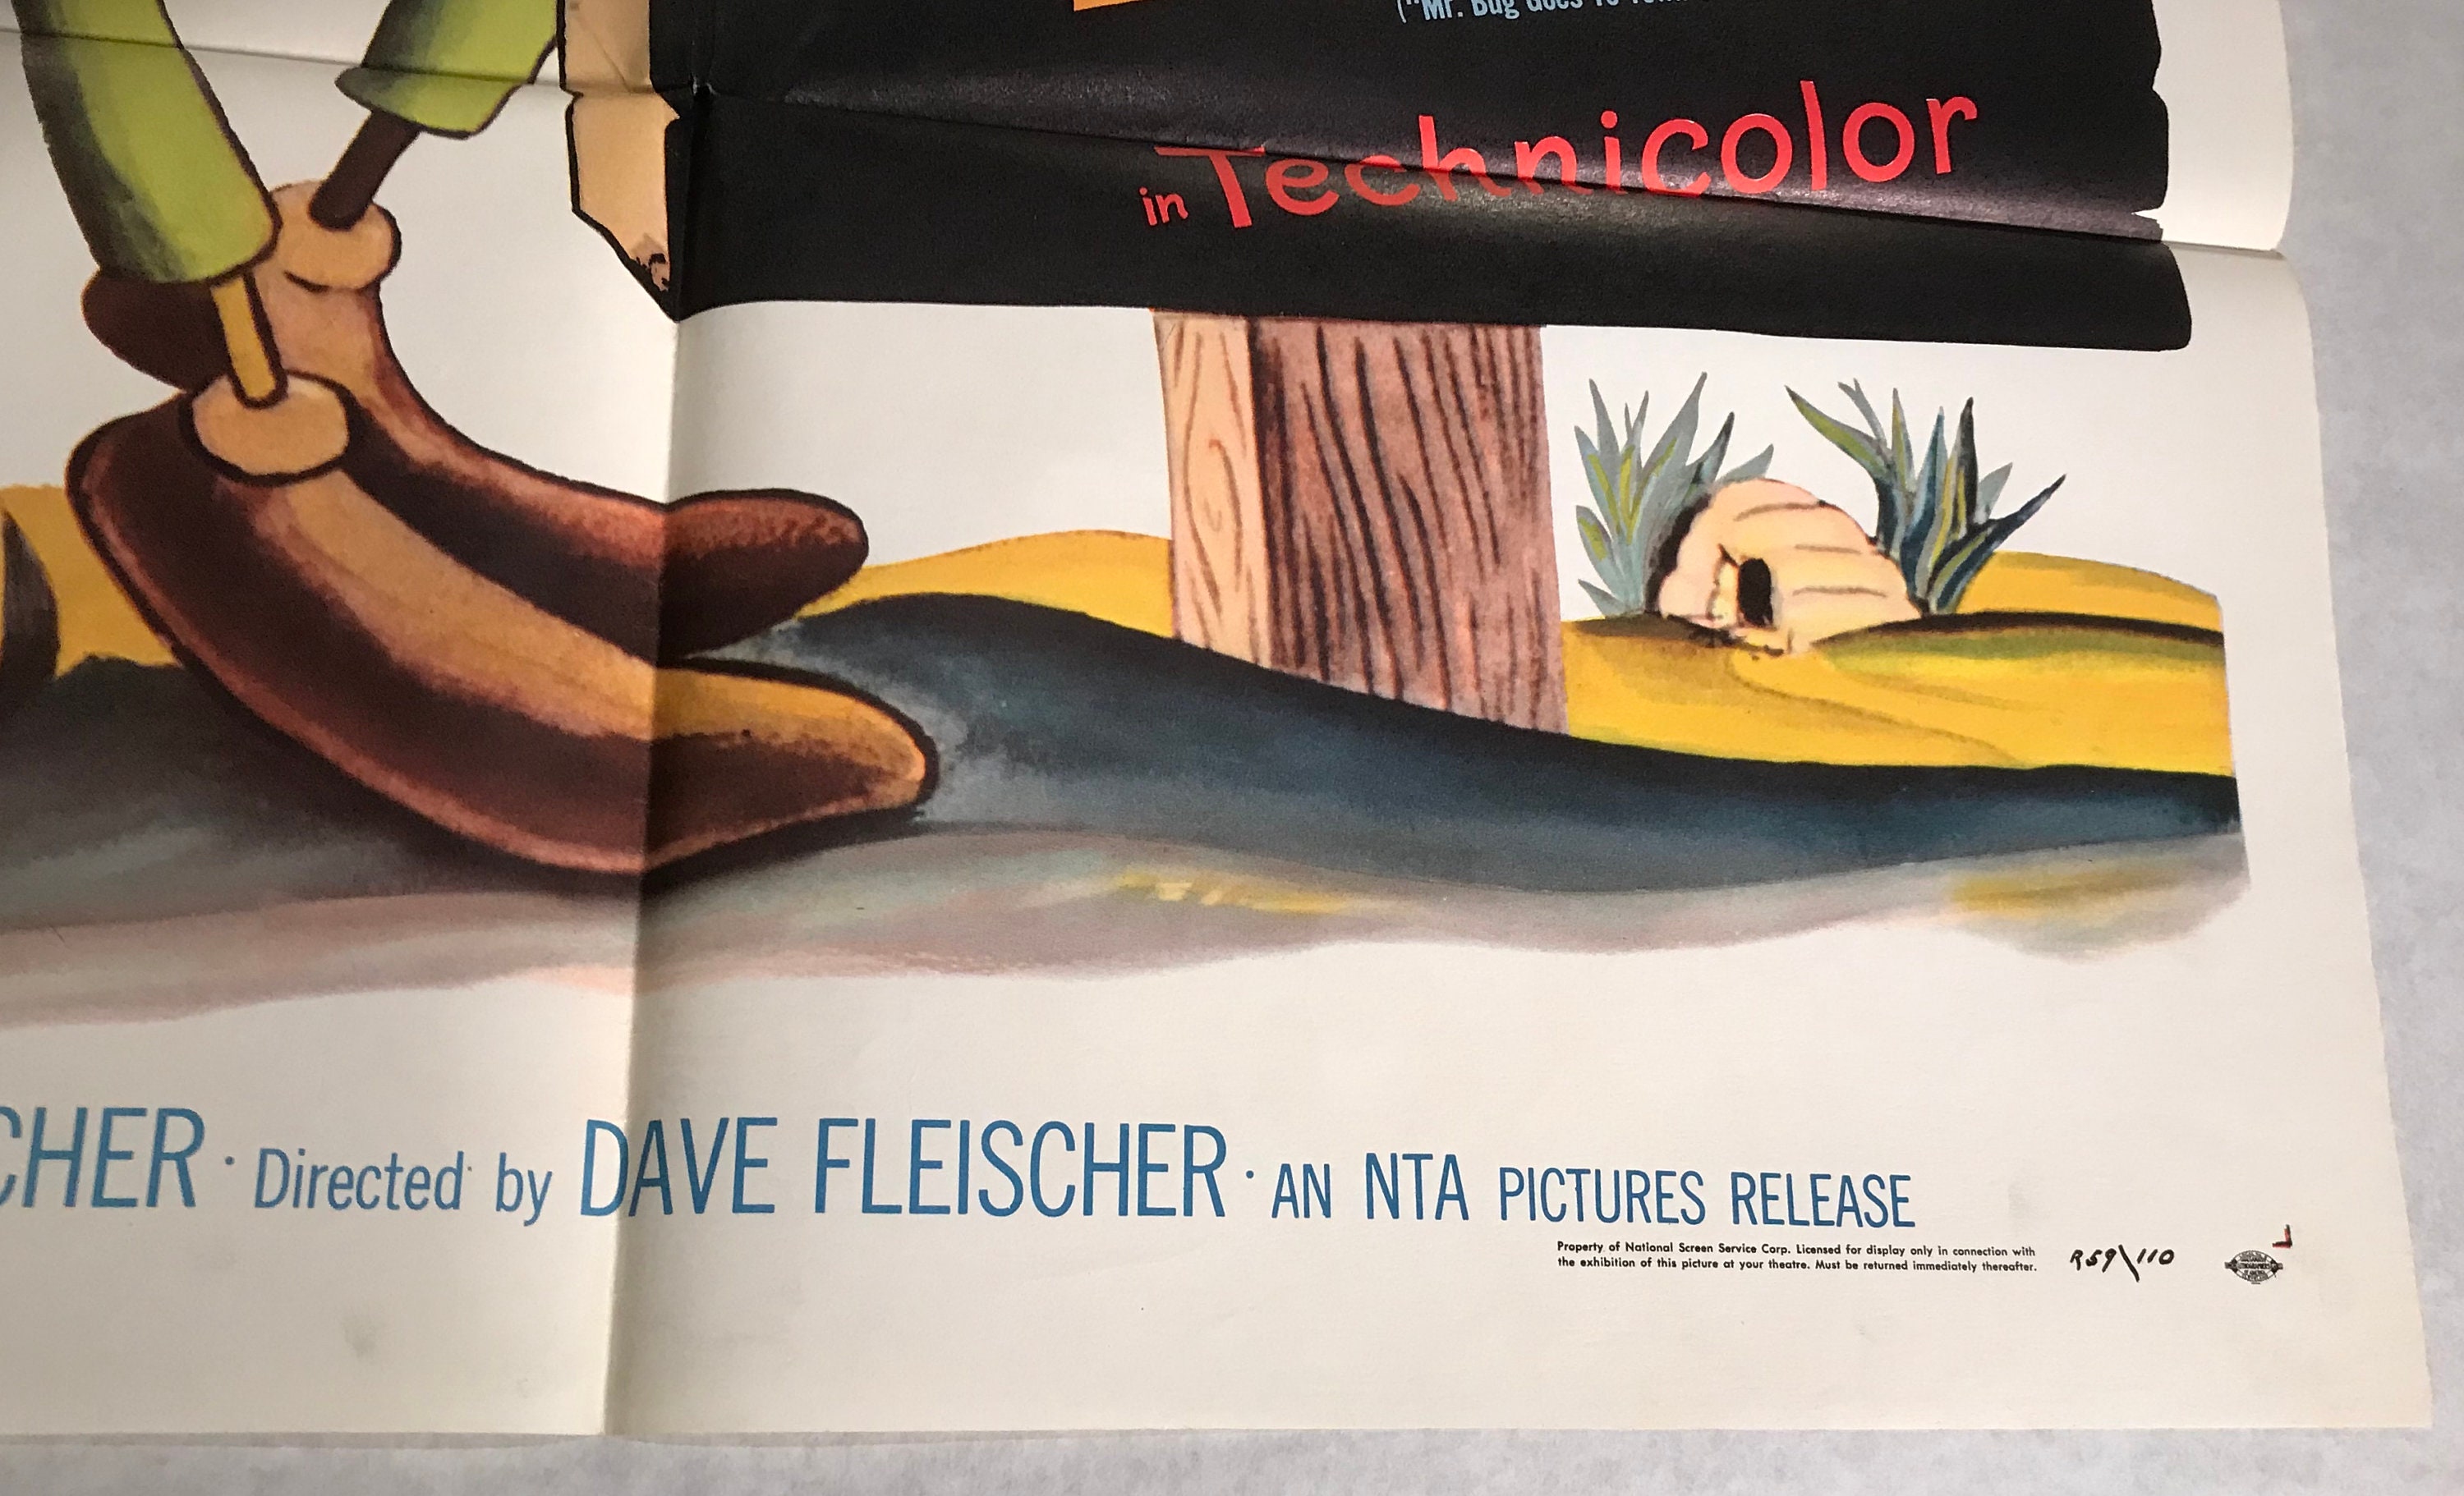 ("Mr. Bug does To
in Technicolor
CHER · Directed by DAVE FLEISCHER · AN NTA PICTURES RELEASE
Property of National Screen Service Corp. Licensed for display only in connection with
the exhibition of this picture at your theatre. Must be returned immediately thereafter.
R59\110